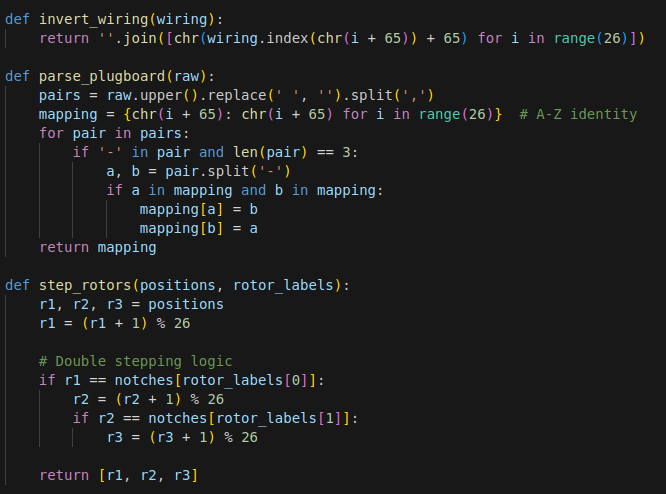 def invert_wiring(wiring):
    return ''.join([chr(wiring.index(chr(i + 65)) + 65) for i in range(26)])

def parse_plugboard(raw):
    pairs = raw.upper().replace(' ', '').split(',')
    mapping = {chr(i + 65): chr(i + 65) for i in range(26)}  # A-Z identity
    for pair in pairs:
        if '-' in pair and len(pair) == 3:
            a, b = pair.split('-')
            if a in mapping and b in mapping:
                mapping[a] = b
                mapping[b] = a
    return mapping

def step_rotors(positions, rotor_labels):
    r1, r2, r3 = positions
    r1 = (r1 + 1) % 26

    # Double stepping logic
    if r1 == notches[rotor_labels[0]]:
        r2 = (r2 + 1) % 26
        if r2 == notches[rotor_labels[1]]:
            r3 = (r3 + 1) % 26

    return [r1, r2, r3]